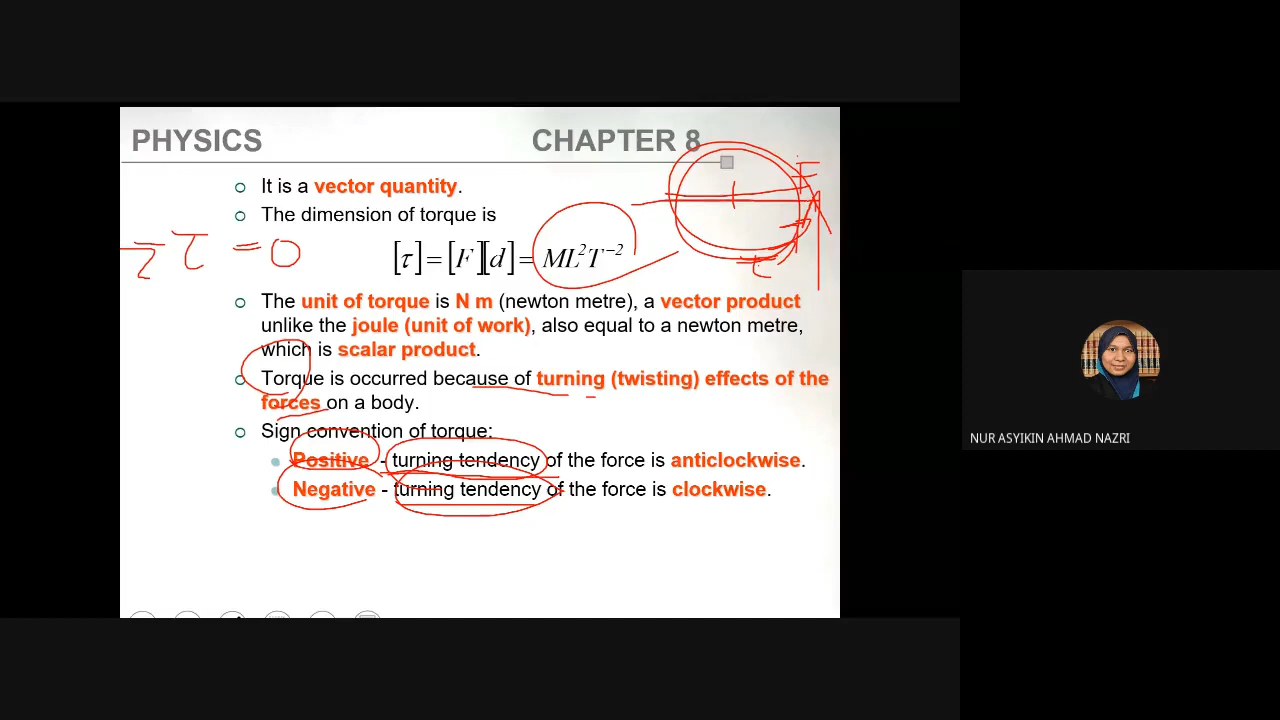 PHYSICS CHAPTER 8
It is a vector quantity.
The dimension of torque is
[τ] = [F][d] = ML²T⁻²
Στ = 0
F
τ
The unit of torque is N m (newton metre), a vector product
unlike the joule (unit of work), also equal to a newton metre,
which is scalar product.
Torque is occurred because of turning (twisting) effects of the
forces on a body.
Sign convention of torque:
Positive - turning tendency of the force is anticlockwise.
Negative - turning tendency of the force is clockwise.
NUR ASYIKIN AHMAD NAZRI